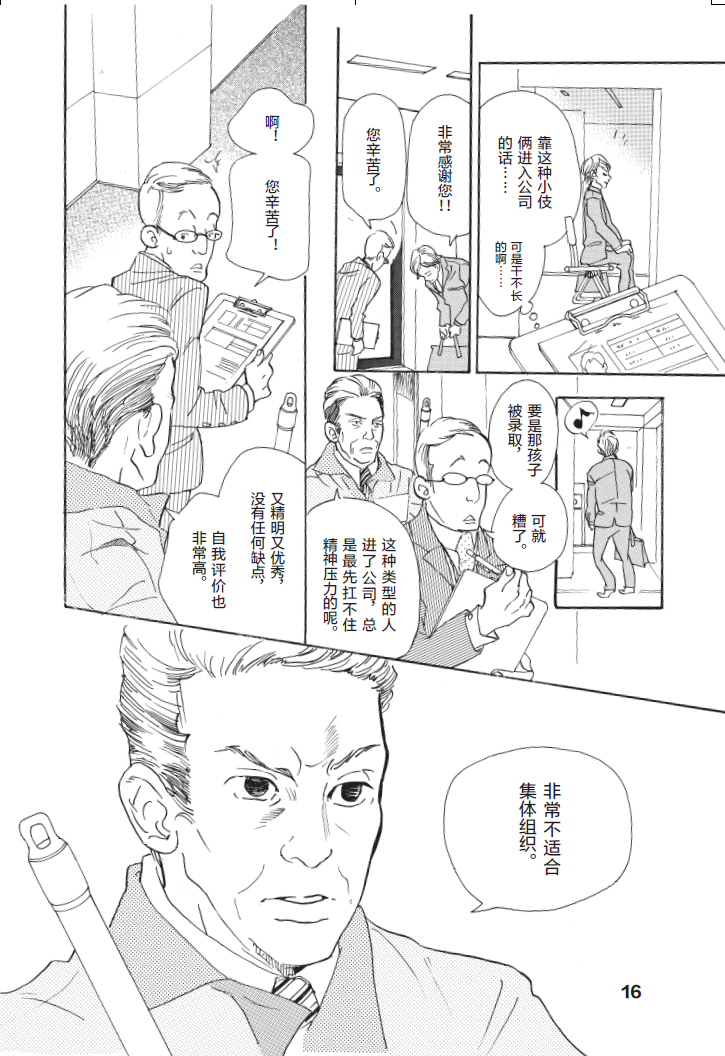 靠这种小伎
俩进入公司
的话……
可是干不长
的啊……
非常感谢您!!
您辛苦了。
啊!
您辛苦了!
要是那孩子
被录取,
可就
糟了。
这种类型的人
进了公司,总
是最先扛不住
精神压力的呢。
又精明又优秀,
没有任何缺点,
自我评价也
非常高。
非常不适合
集体组织。
16